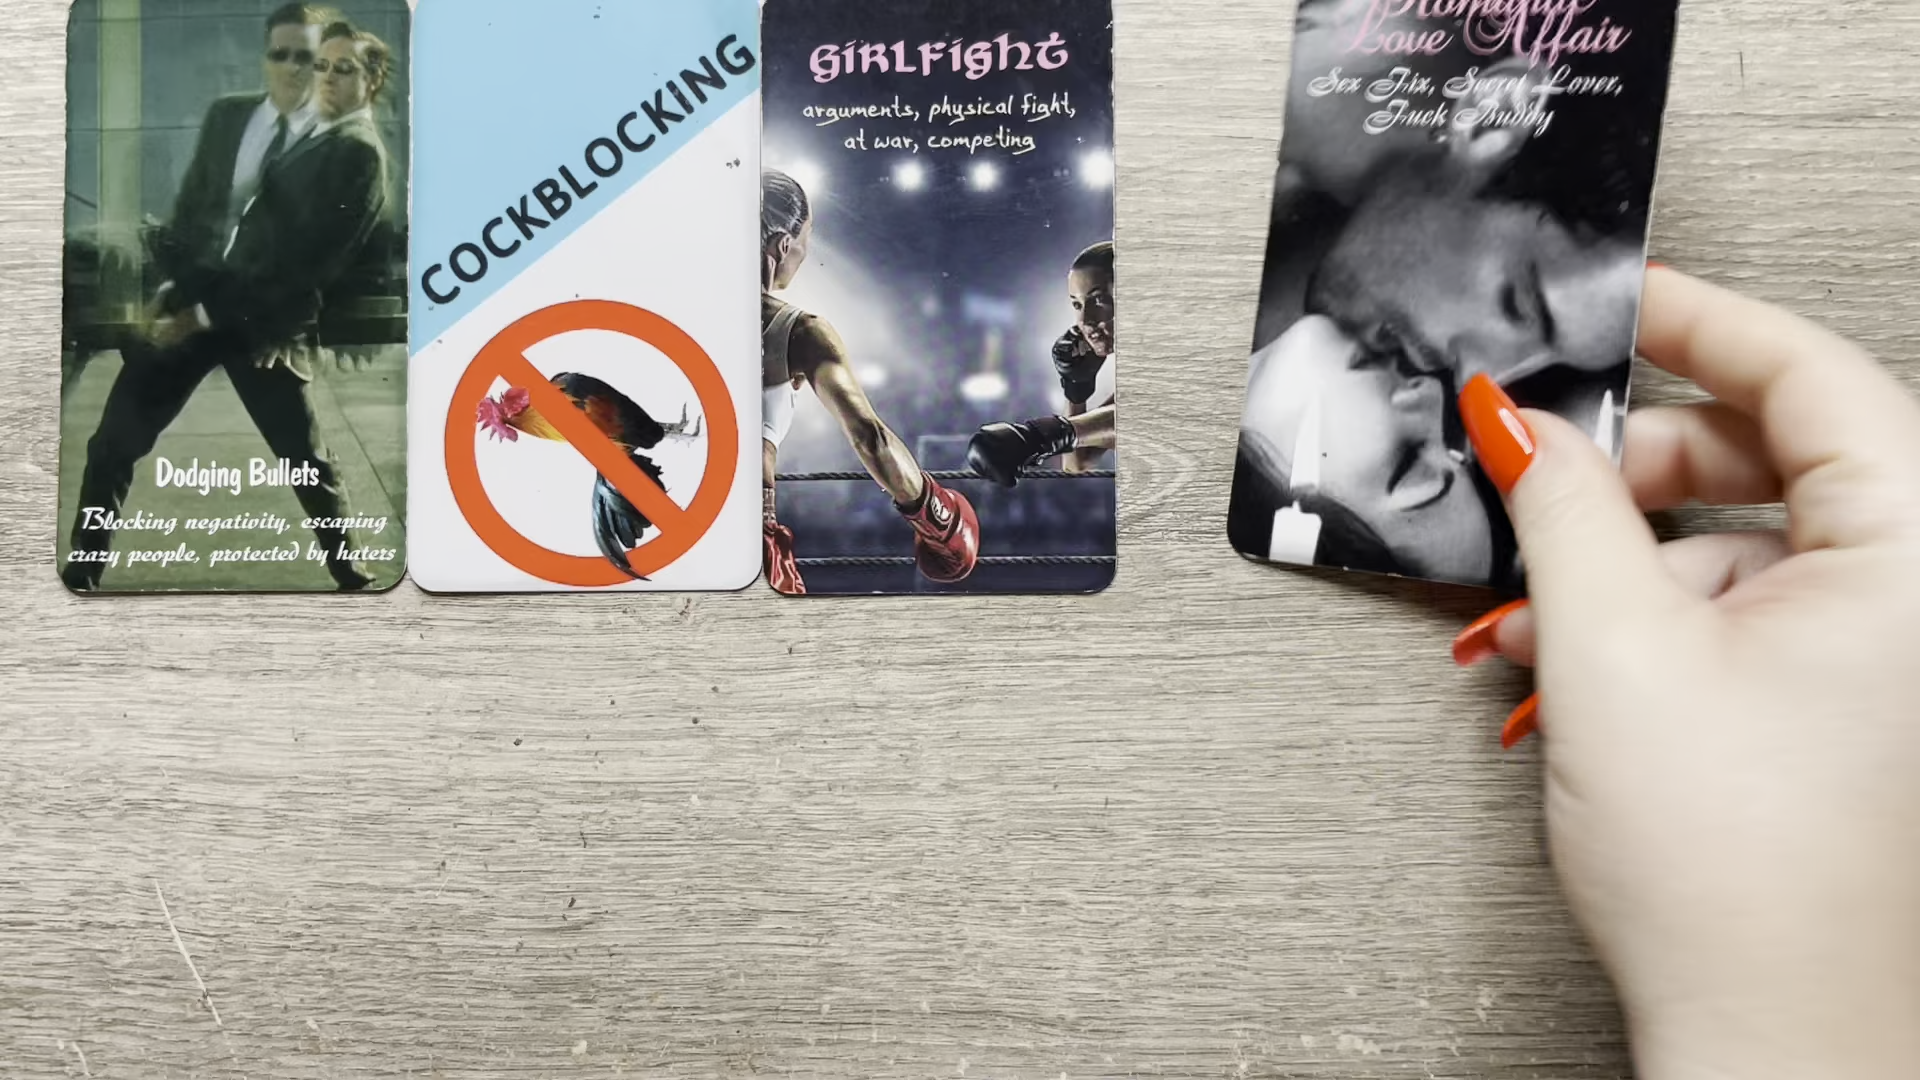 Dodging Bullets
Blocking negativity, escaping
crazy people, protected by haters
COCKBLOCKING
GIRLFIGHT
arguments, physical fight,
at war, competing
Romantic
Love Affair
Sex Fix, Secret Lover,
Fuck Buddy